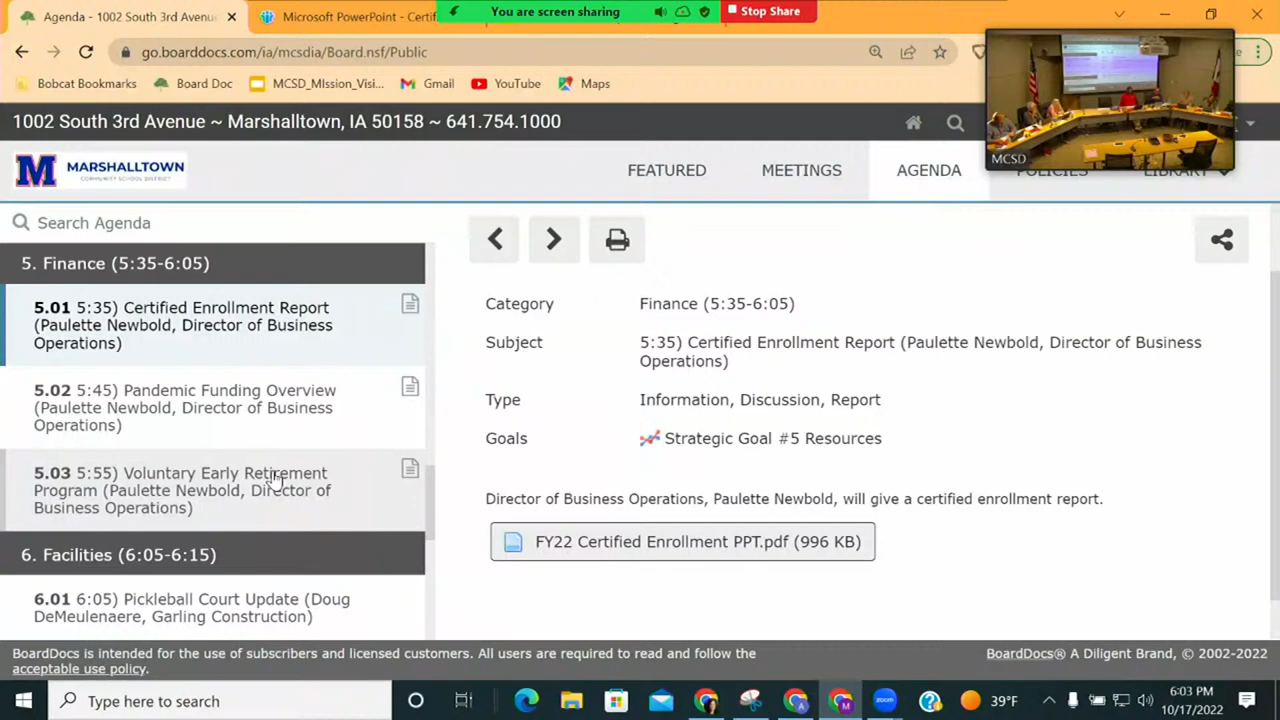 Agenda - 1002 South 3rd Avenue
Microsoft PowerPoint - Certif
You are screen sharing
Stop Share
go.boarddocs.com/ia/mcsdia/Board.nsf/Public
Bobcat Bookmarks
Board Doc
MCSD_MIssion_Visi...
Gmail
YouTube
Maps
1002 South 3rd Avenue ~ Marshalltown, IA 50158 ~ 641.754.1000
MCSD
M MARSHALLTOWN
COMMUNITY SCHOOL DISTRICT
FEATURED
MEETINGS
AGENDA
POLICIES
LIBRARY
Search Agenda
5. Finance (5:35-6:05)
5.01 5:35) Certified Enrollment Report
(Paulette Newbold, Director of Business
Operations)
5.02 5:45) Pandemic Funding Overview
(Paulette Newbold, Director of Business
Operations)
5.03 5:55) Voluntary Early Retirement
Program (Paulette Newbold, Director of
Business Operations)
6. Facilities (6:05-6:15)
6.01 6:05) Pickleball Court Update (Doug
DeMeulenaere, Garling Construction)
Category
Finance (5:35-6:05)
Subject
5:35) Certified Enrollment Report (Paulette Newbold, Director of Business
Operations)
Type
Information, Discussion, Report
Goals
Strategic Goal #5 Resources
Director of Business Operations, Paulette Newbold, will give a certified enrollment report.
FY22 Certified Enrollment PPT.pdf (996 KB)
BoardDocs is intended for the use of subscribers and licensed customers. All users are required to read and follow the
acceptable use policy.
BoardDocs® A Diligent Brand, © 2002-2022
Type here to search
zoom
39°F
6:03 PM
10/17/2022